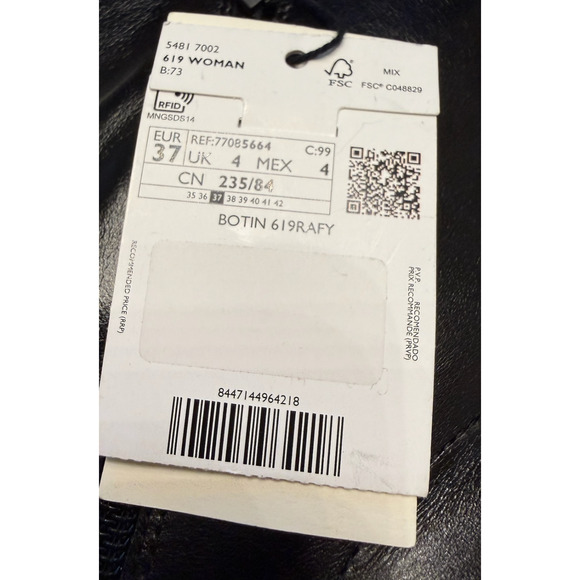 5481 7002
619 WOMAN
B:73
FSC
MIX
FSC® C048829
RFID
MNGSDS14
EUR
37
REF:77085664 C:99
UK 4 MEX 4
CN 235/84
35 36 37 38 39 40 41 42
BOTIN 619RAFY
RECOMMENDED PRICE (RRP)
P.V.P. RECOMENDADO
PRIX RECOMMANDE (PRVP)
8447144964218